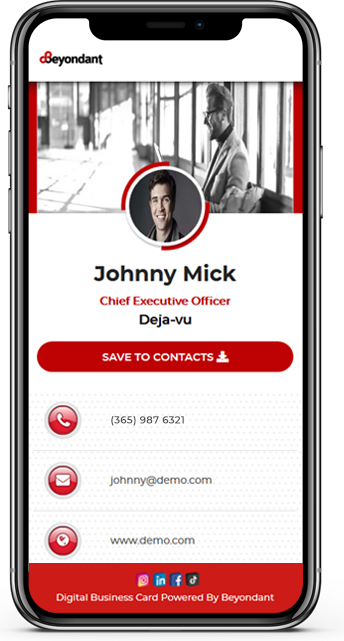 Beyondant
Johnny Mick
Chief Executive Officer
Deja-vu
SAVE TO CONTACTS
(365) 987 6321
johnny@demo.com
www.demo.com
Digital Business Card Powered By Beyondant